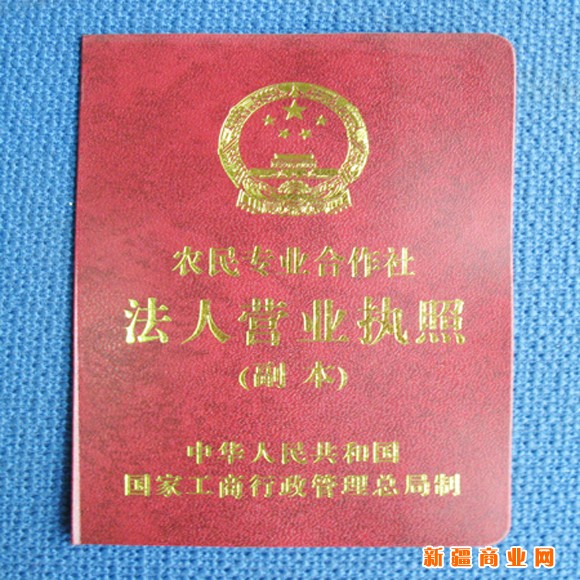 农民专业合作社
法人营业执照
(副本)
中华人民共和国
国家工商行政管理总局制
新疆商业网